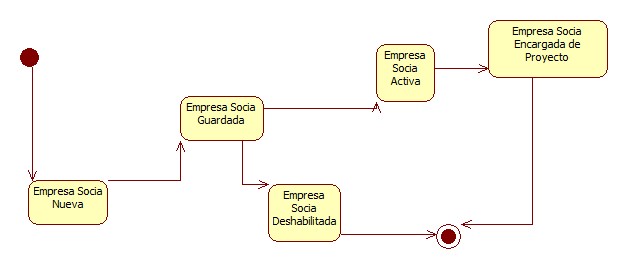 Empresa Socia
Encargada de
Proyecto
Empresa
Socia
Activa
Empresa Socia
Guardada
Empresa Socia
Nueva
Empresa
Socia
Deshabilitada